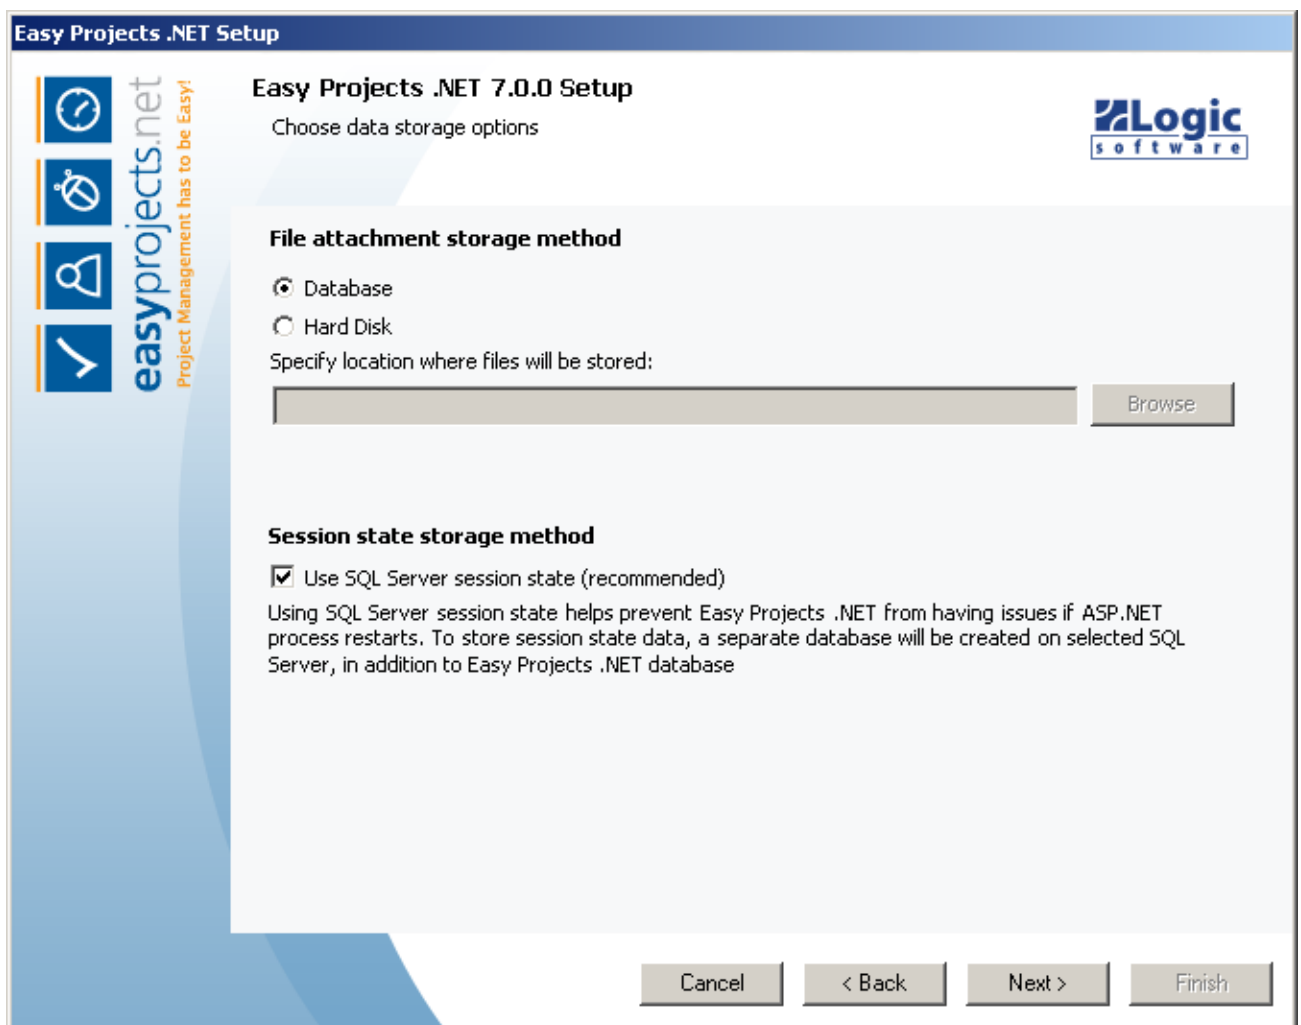 Easy Projects .NET Setup
easyprojects.net
Project Management has to be Easy!
Easy Projects .NET 7.0.0 Setup
Choose data storage options
Logic
software
File attachment storage method
Database
Hard Disk
Specify location where files will be stored:
Browse
Session state storage method
Use SQL Server session state (recommended)
Using SQL Server session state helps prevent Easy Projects .NET from having issues if ASP.NET
process restarts. To store session state data, a separate database will be created on selected SQL
Server, in addition to Easy Projects .NET database
Cancel
< Back
Next >
Finish